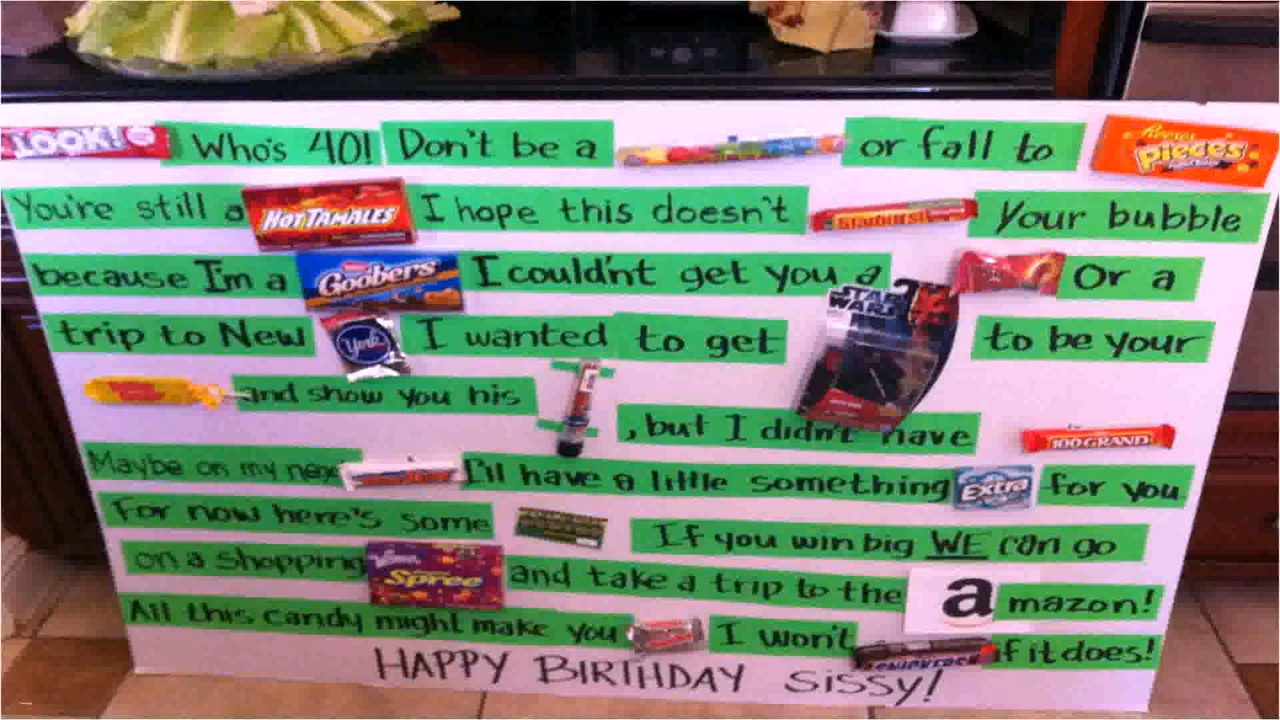 LOOK! Who's 40! Don't be a or fall to Reese's pieces
You're still a HOT TAMALES I hope this doesn't Starburst your bubble
because I'm a Goobers I could'nt get you a Or a
trip to New York I wanted to get STAR WARS to be your
and show you his
, but I didn't have 100 GRAND
Maybe on my next I'll have a little something Extra for you
For now here's some If you win big WE can go
on a shopping Spree and take a trip to the a mazon!
All this candy might make you I won't SNICKERS if it does!
HAPPY BIRTHDAY SiSSy!